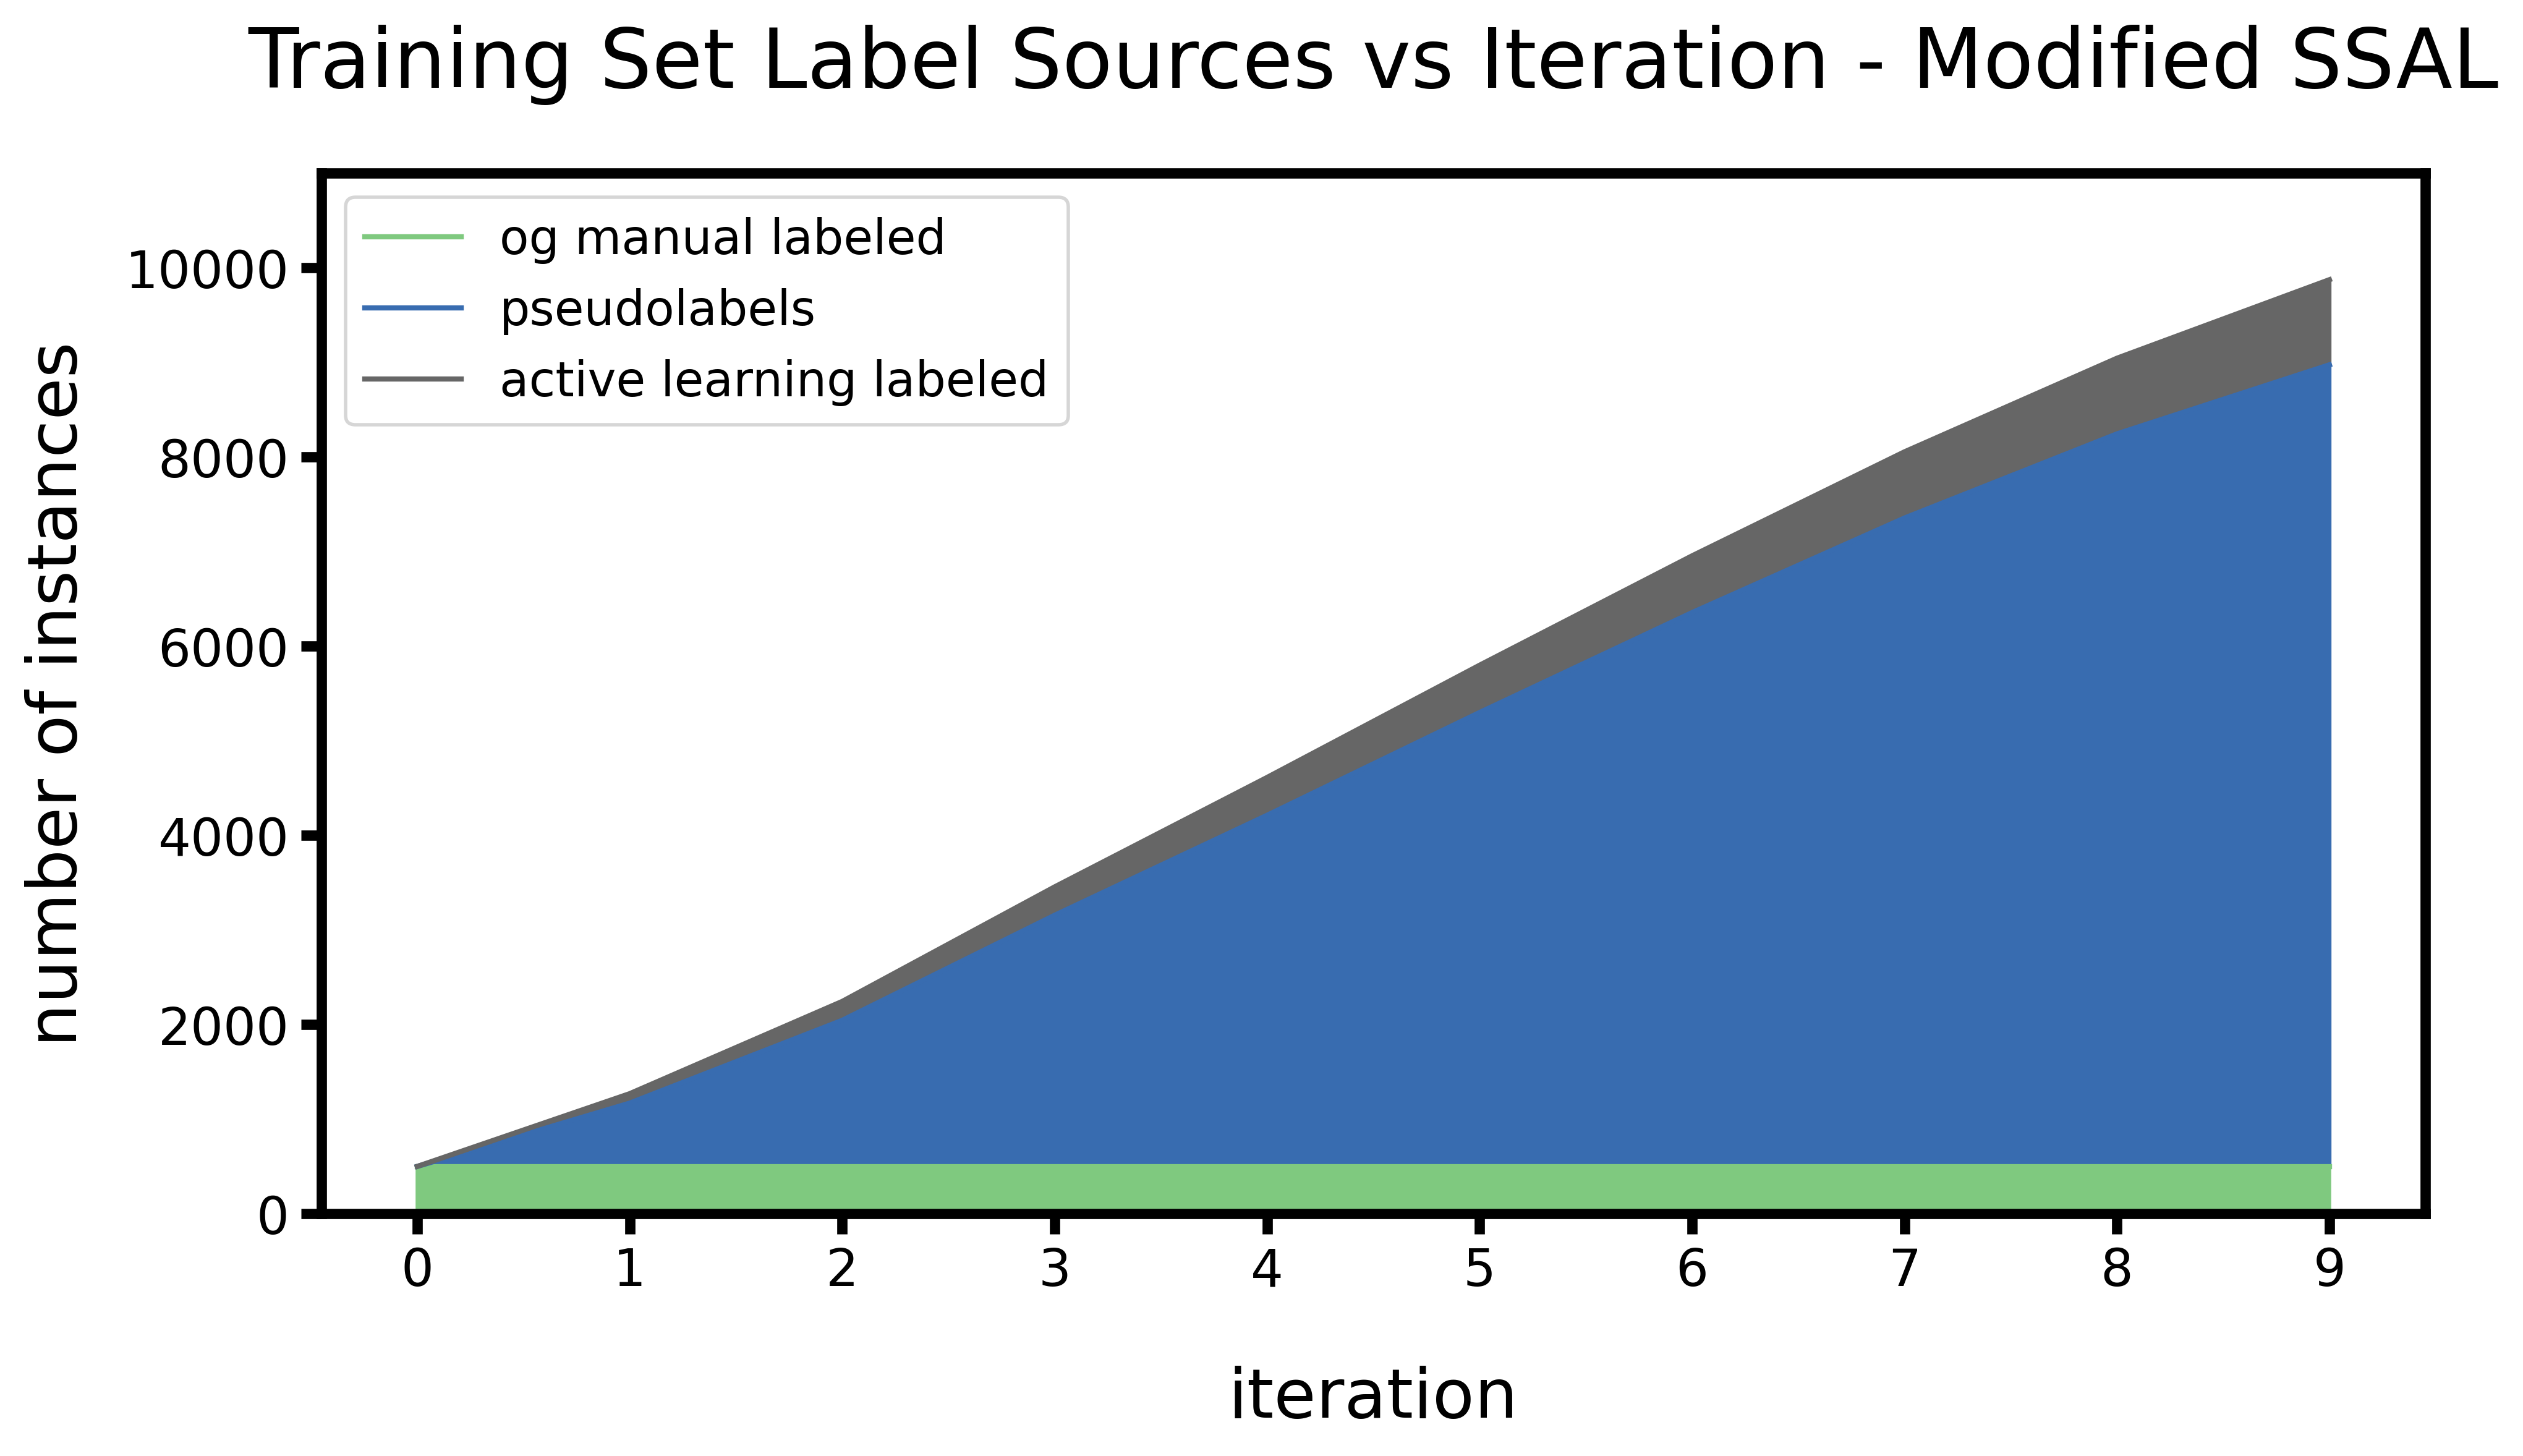 Training Set Label Sources vs Iteration - Modified SSAL
og manual labeled
pseudolabels
active learning labeled
number of instances
10000
8000
6000
4000
2000
0
0 1 2 3 4 5 6 7 8 9
iteration